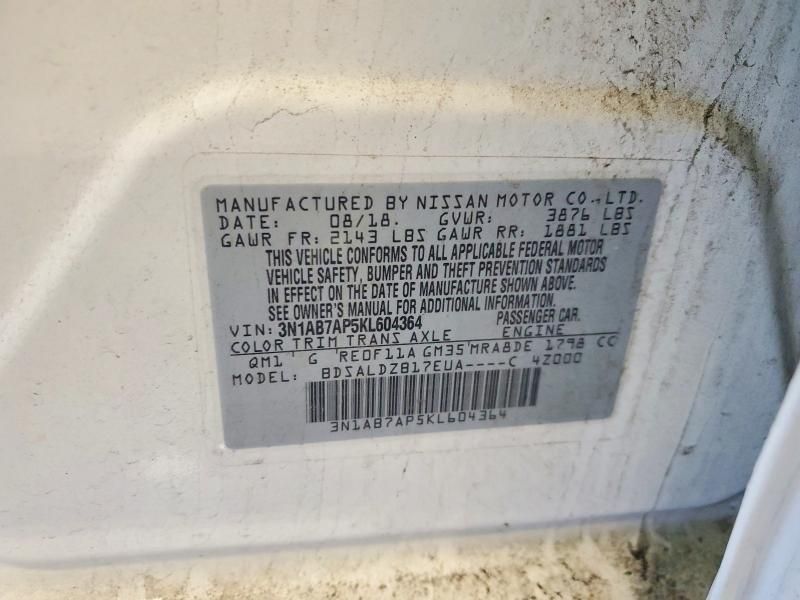 MANUFACTURED BY NISSAN MOTOR CO., LTD.
DATE: 08/18. GVWR: 3876 LBS
GAWR FR: 2143 LBS GAWR RR: 1881 LBS
THIS VEHICLE CONFORMS TO ALL APPLICABLE FEDERAL MOTOR
VEHICLE SAFETY, BUMPER AND THEFT PREVENTION STANDARDS
IN EFFECT ON THE DATE OF MANUFACTURE SHOWN ABOVE.
SEE OWNER'S MANUAL FOR ADDITIONAL INFORMATION.
VIN: 3N1AB7AP5KL604364 PASSENGER CAR.
COLOR TRIM TRANS AXLE ENGINE
QM1 G RE0F11A GM35 MRA8DE 1798 CC
MODEL: BDSALDZB17EUA----C 4Z000
3N1AB7AP5KL604364